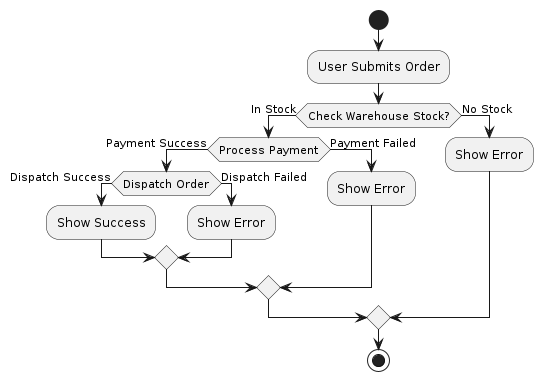 User Submits Order
In Stock
Check Warehouse Stock?
No Stock
Payment Success
Process Payment
Payment Failed
Show Error
Dispatch Success
Dispatch Order
Dispatch Failed
Show Error
Show Success
Show Error